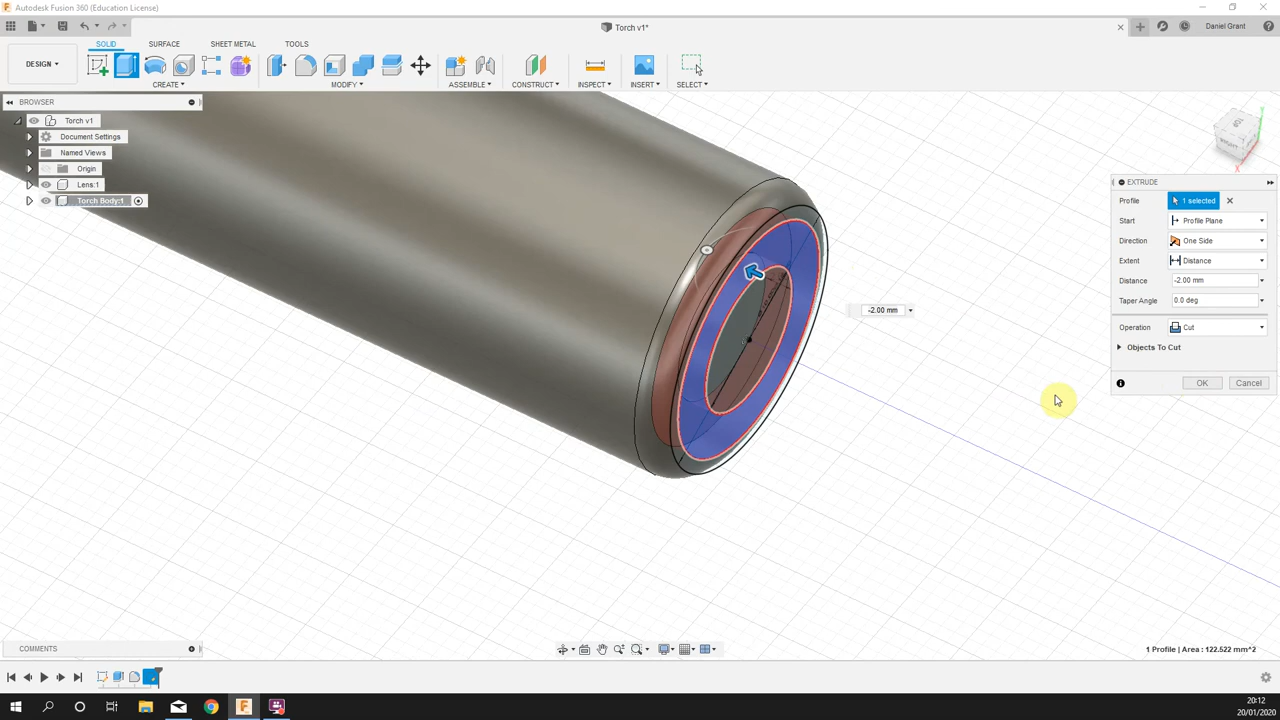 Autodesk Fusion 360 (Education License)
Torch v1*
Daniel Grant
SOLID SURFACE SHEET METAL TOOLS
DESIGN
CREATE MODIFY ASSEMBLE CONSTRUCT INSPECT INSERT SELECT
BROWSER
Torch v1
Document Settings
Named Views
Origin
Lens:1
Torch Body:1
TOP
EXTRUDE
Profile 1 selected
Start Profile Plane
Direction One Side
Extent Distance
Distance -2.00 mm
Taper Angle 0.0 deg
Operation Cut
Objects To Cut
OK Cancel
-2.00 mm
COMMENTS
1 Profile | Area : 122.522 mm^2
20:12
20/01/2020